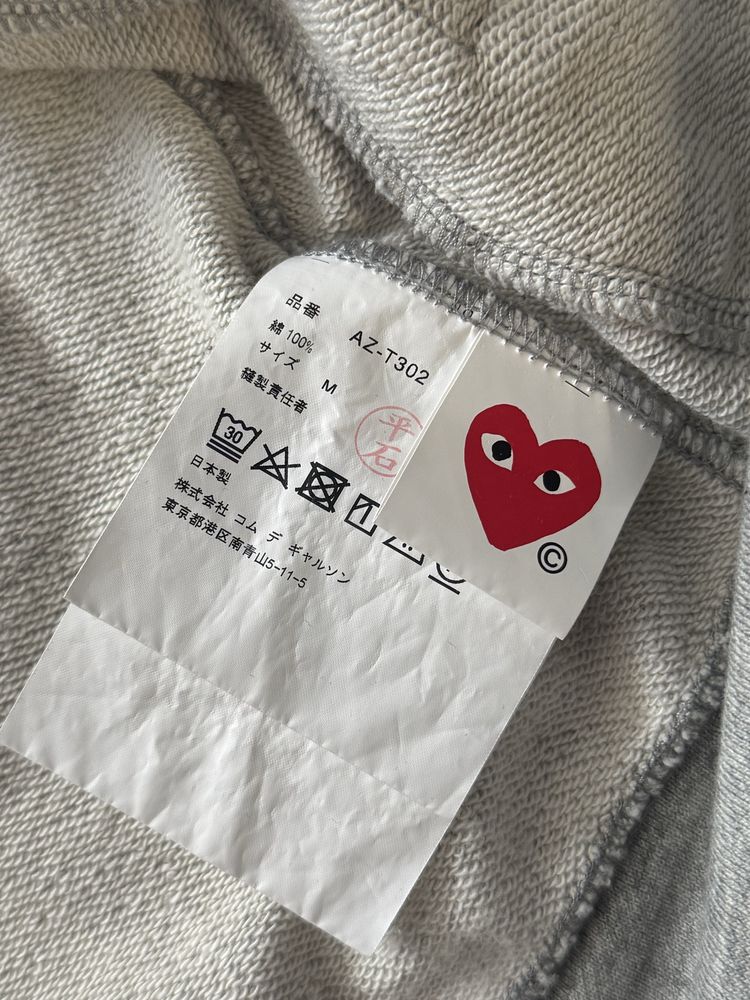 品番 AZ-T302
綿 100%
サイズ M
縫製責任者
平石
30
日本製
株式会社 コム デ ギャルソン
東京都港区南青山5-11-5
©